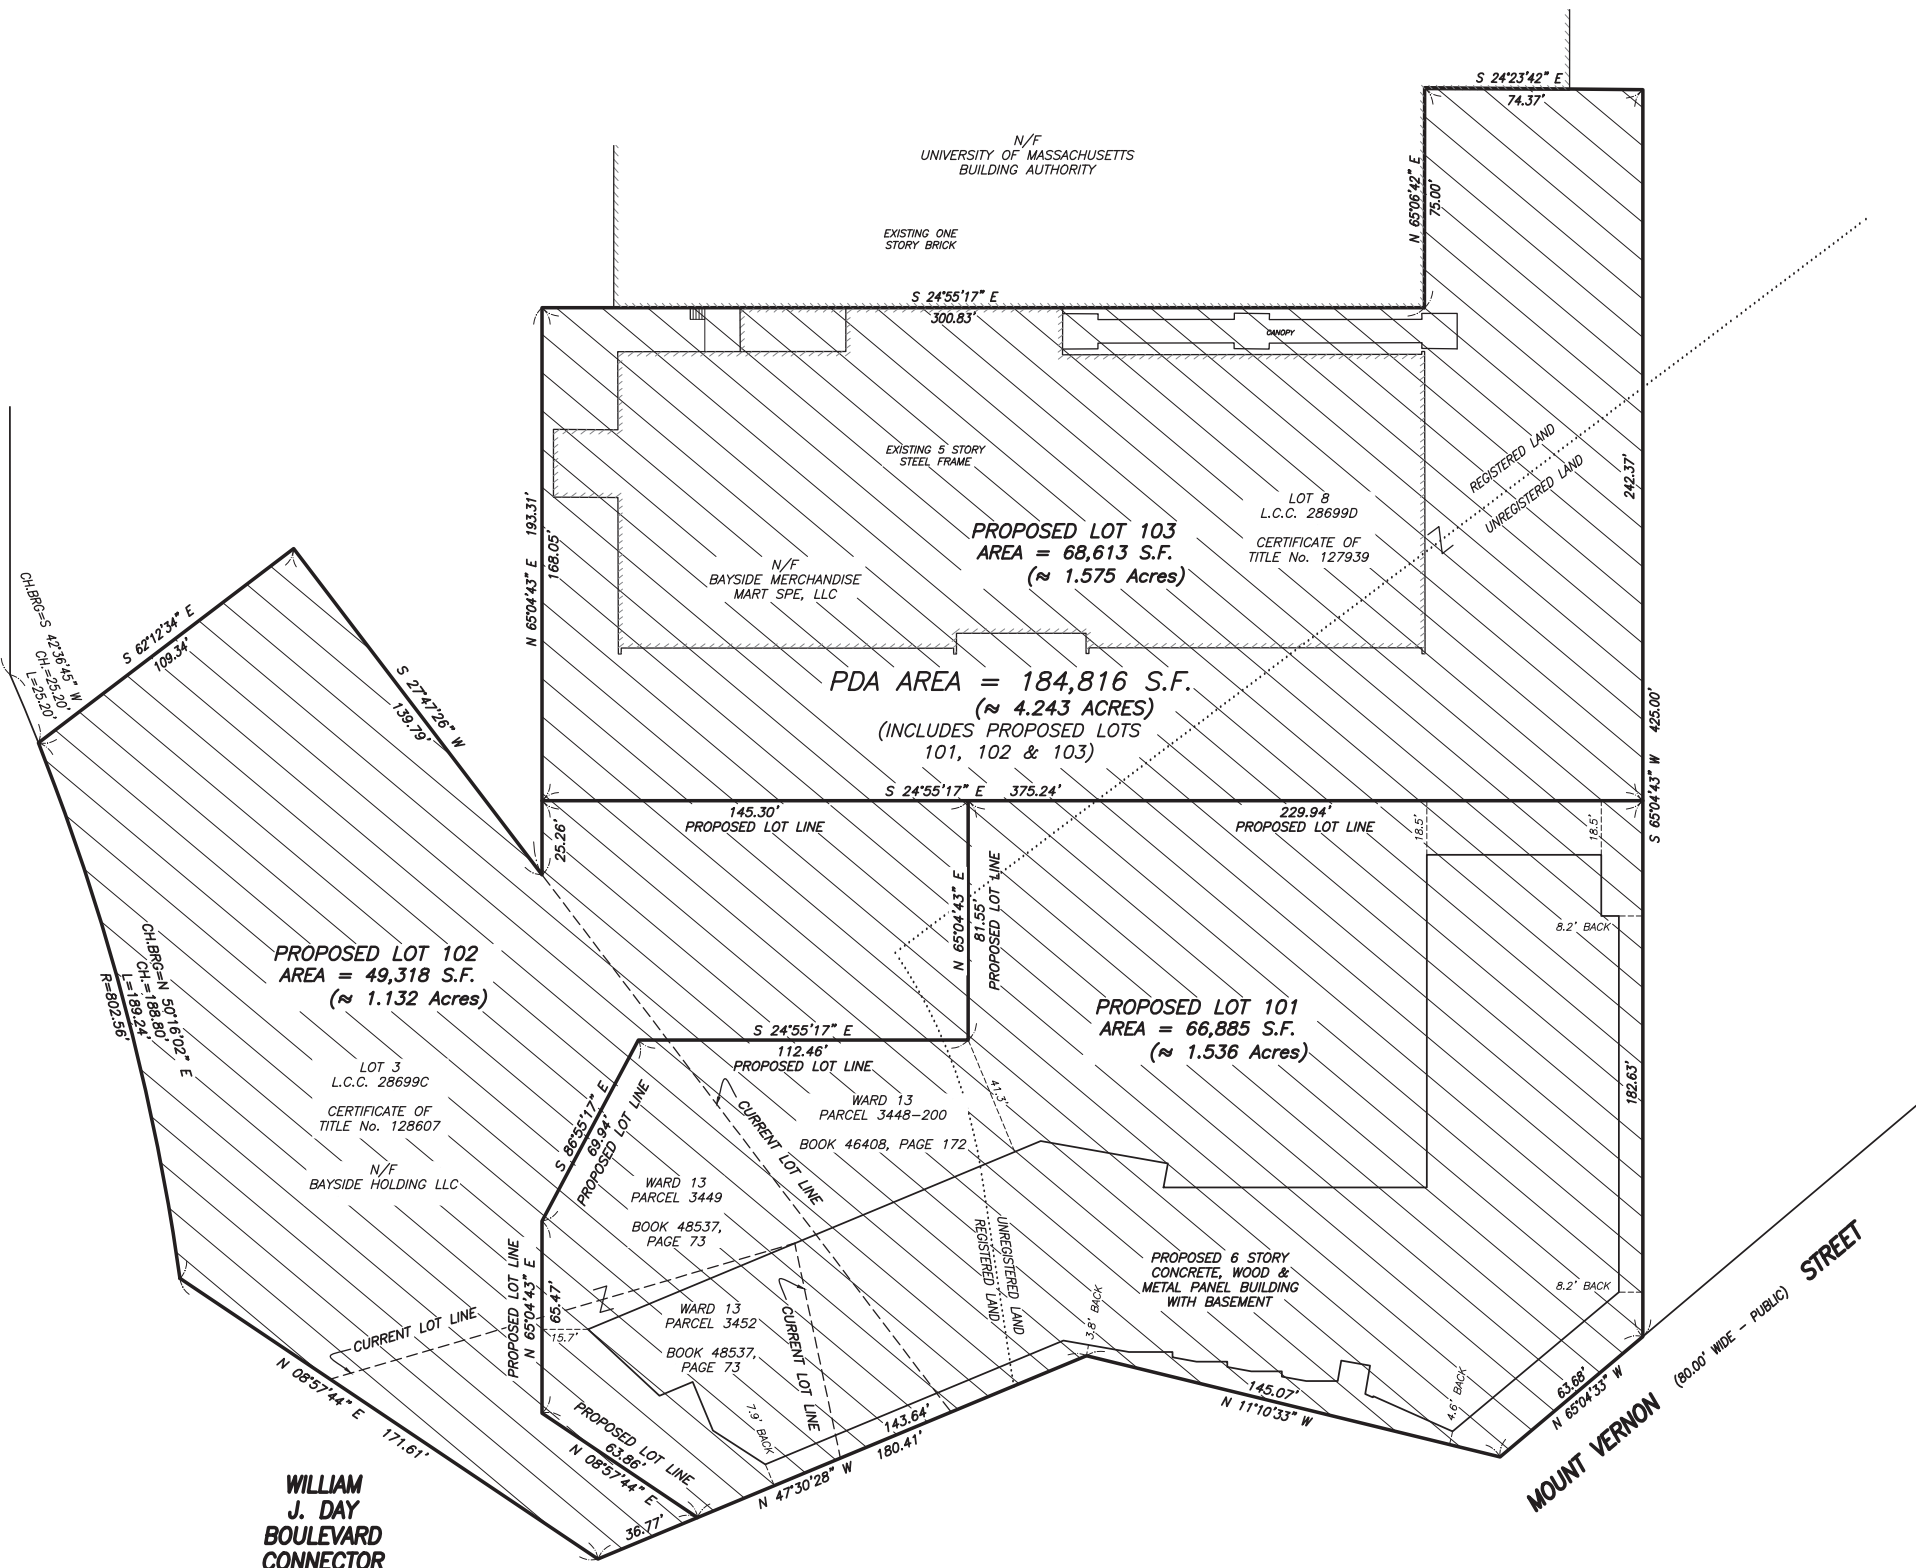 S 24°23'42" E
74.37'
N/F
UNIVERSITY OF MASSACHUSETTS
BUILDING AUTHORITY
N 65°06'42" E
75.00'
EXISTING ONE
STORY BRICK
S 24°55'17" E
300.83'
CANOPY
EXISTING 5 STORY
STEEL FRAME
REGISTERED LAND
UNREGISTERED LAND
242.37'
LOT 8
L.C.C. 28699D
CERTIFICATE OF
TITLE No. 127939
PROPOSED LOT 103
AREA = 68,613 S.F.
(≈ 1.575 Acres)
N/F
BAYSIDE MERCHANDISE
MART SPE, LLC
N 65°04'43" E 193.31'
168.05'
CH.BRG=S 42°36'45" W
CH.=25.20'
L=25.20'
S 62°12'34" E
109.34'
S 27°47'26" W
139.79'
PDA AREA = 184,816 S.F.
(≈ 4.243 ACRES)
(INCLUDES PROPOSED LOTS
101, 102 & 103)
S 65°04'43" W 425.00'
S 24°55'17" E 375.24'
145.30'
PROPOSED LOT LINE
229.94'
PROPOSED LOT LINE
25.26'
18.5'
18.5'
N 65°04'43" E
81.55'
PROPOSED LOT LINE
8.2' BACK
PROPOSED LOT 102
AREA = 49,318 S.F.
(≈ 1.132 Acres)
CH.BRG=N 50°16'02" E
CH.=188.80'
L=189.24'
R=802.56'
PROPOSED LOT 101
AREA = 66,885 S.F.
(≈ 1.536 Acres)
S 24°55'17" E
112.46'
PROPOSED LOT LINE
LOT 3
L.C.C. 28699C
CERTIFICATE OF
TITLE No. 128607
N/F
BAYSIDE HOLDING LLC
S 86°55'17" E
69.94'
PROPOSED LOT LINE
CURRENT LOT LINE
WARD 13
PARCEL 3448-200
BOOK 46408, PAGE 172
41.3'
182.63'
WARD 13
PARCEL 3449
BOOK 48537,
PAGE 73
UNREGISTERED LAND
REGISTERED LAND
PROPOSED 6 STORY
CONCRETE, WOOD &
METAL PANEL BUILDING
WITH BASEMENT
8.2' BACK
PROPOSED LOT LINE
N 65°04'43" E
65.47'
15.7'
WARD 13
PARCEL 3452
BOOK 48537,
PAGE 73
CURRENT LOT LINE
CURRENT LOT LINE
3.8' BACK
N 08°57'44" E
171.61'
PROPOSED LOT LINE
63.86'
N 08°57'44" E
7.9' BACK
143.64'
N 47°30'28" W 180.41'
36.77'
145.07'
N 11°10'33" W
4.6' BACK
63.68'
N 65°04'33" W
MOUNT VERNON (80.00' WIDE - PUBLIC) STREET
WILLIAM
J. DAY
BOULEVARD
CONNECTOR